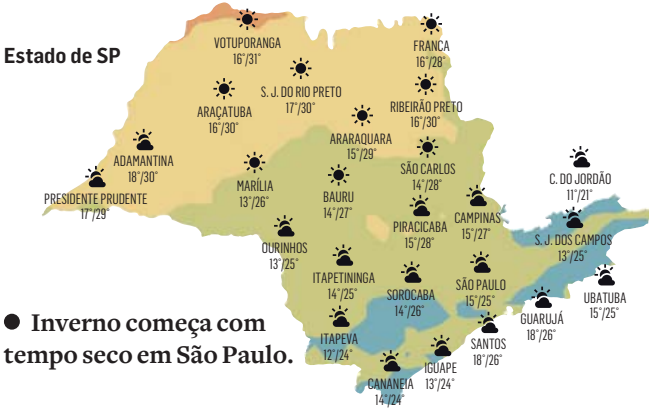 Estado de SP
VOTUPORANGA
16°/31°
FRANCA
16°/28°
S. J. DO RIO PRETO
17°/30°
ARAÇATUBA
16°/30°
RIBEIRÃO PRETO
16°/30°
ARARAQUARA
15°/29°
ADAMANTINA
18°/30°
PRESIDENTE PRUDENTE
17°/29°
MARÍLIA
13°/26°
BAURU
14°/27°
SÃO CARLOS
14°/28°
C. DO JORDÃO
11°/21°
OURINHOS
13°/25°
PIRACICABA
15°/28°
CAMPINAS
15°/27°
S. J. DOS CAMPOS
13°/25°
ITAPETININGA
14°/25°
SOROCABA
14°/26°
SÃO PAULO
15°/25°
UBATUBA
15°/25°
GUARUJÁ
18°/26°
SANTOS
18°/26°
ITAPEVA
12°/24°
IGUAPE
13°/24°
CANANEIA
14°/24°
● Inverno começa com
tempo seco em São Paulo.